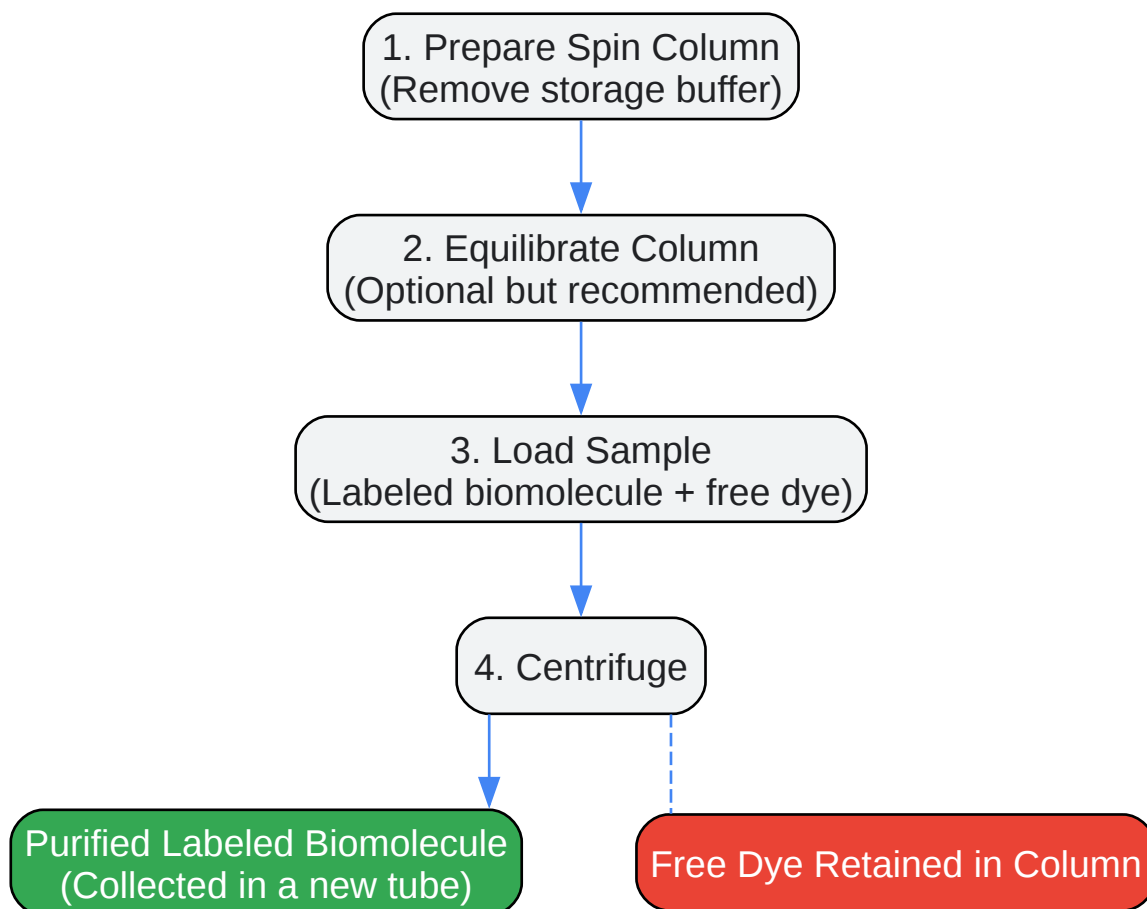 1. Prepare Spin Column
(Remove storage buffer)
2. Equilibrate Column
(Optional but recommended)
3. Load Sample
(Labeled biomolecule + free dye)
4. Centrifuge
Purified Labeled Biomolecule
(Collected in a new tube)
Free Dye Retained in Column